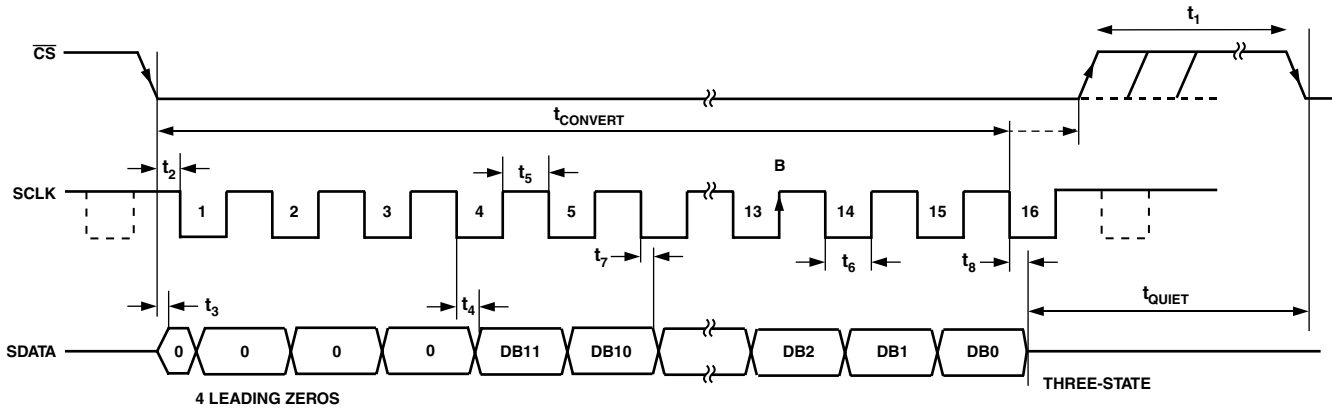 t1
CS
tCONVERT
t2
t5
B
SCLK
1 2 3 4 5 13 14 15 16
t7 t6 t8
t3 t4 tQUIET
SDATA
0 0 0 0 DB11 DB10 DB2 DB1 DB0
THREE-STATE
4 LEADING ZEROS